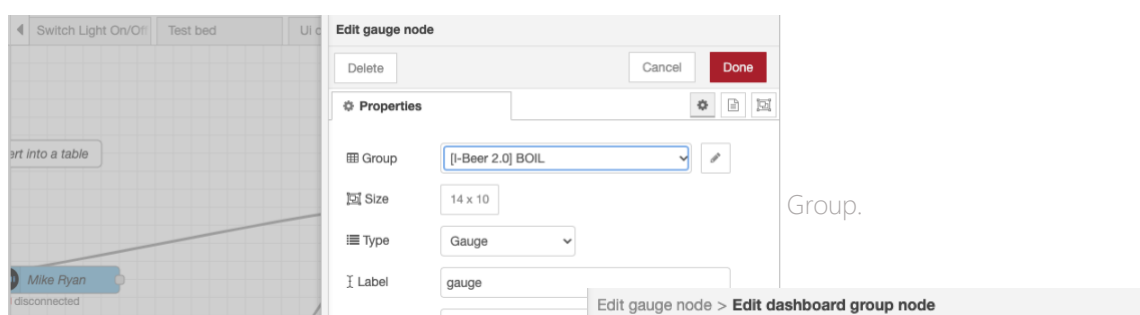 Switch Light On/Off
Test bed
Ui c
Edit gauge node
Delete
Cancel
Done
Properties
ert into a table
Group
[I-Beer 2.0] BOIL
Size
14 x 10
Group.
Type
Gauge
Mike Ryan
Label
gauge
disconnected
Edit gauge node > Edit dashboard group node